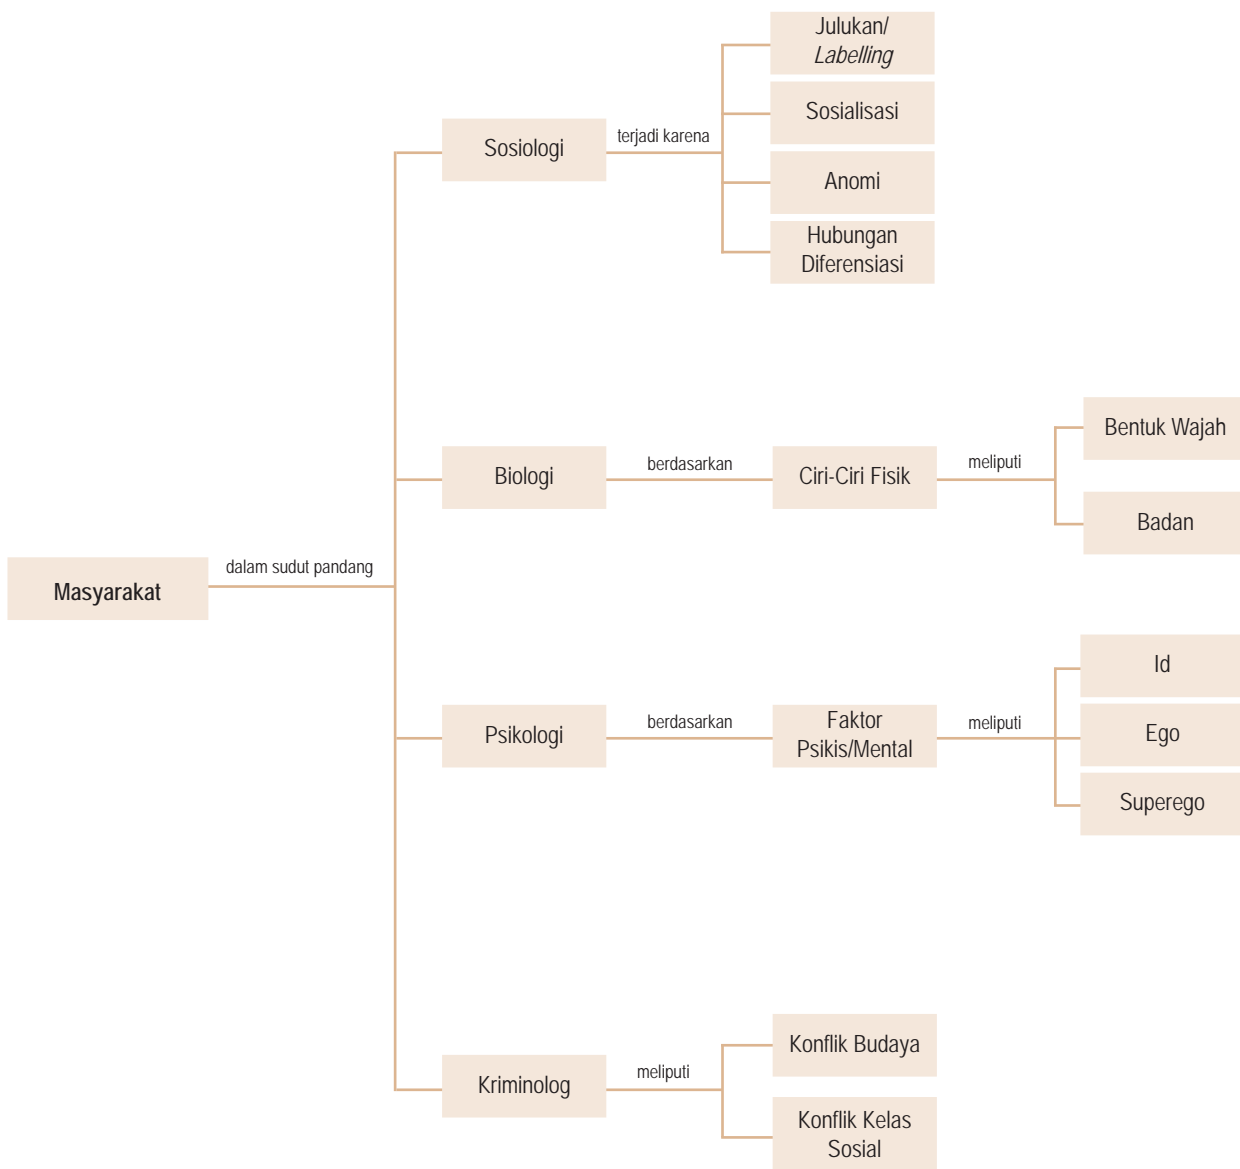 Masyarakat
dalam sudut pandang
Sosiologi
terjadi karena
Julukan/
Labelling
Sosialisasi
Anomi
Hubungan
Diferensiasi
Biologi
berdasarkan
Ciri-Ciri Fisik
meliputi
Bentuk Wajah
Badan
Psikologi
berdasarkan
Faktor
Psikis/Mental
meliputi
Id
Ego
Superego
Kriminolog
meliputi
Konflik Budaya
Konflik Kelas
Sosial